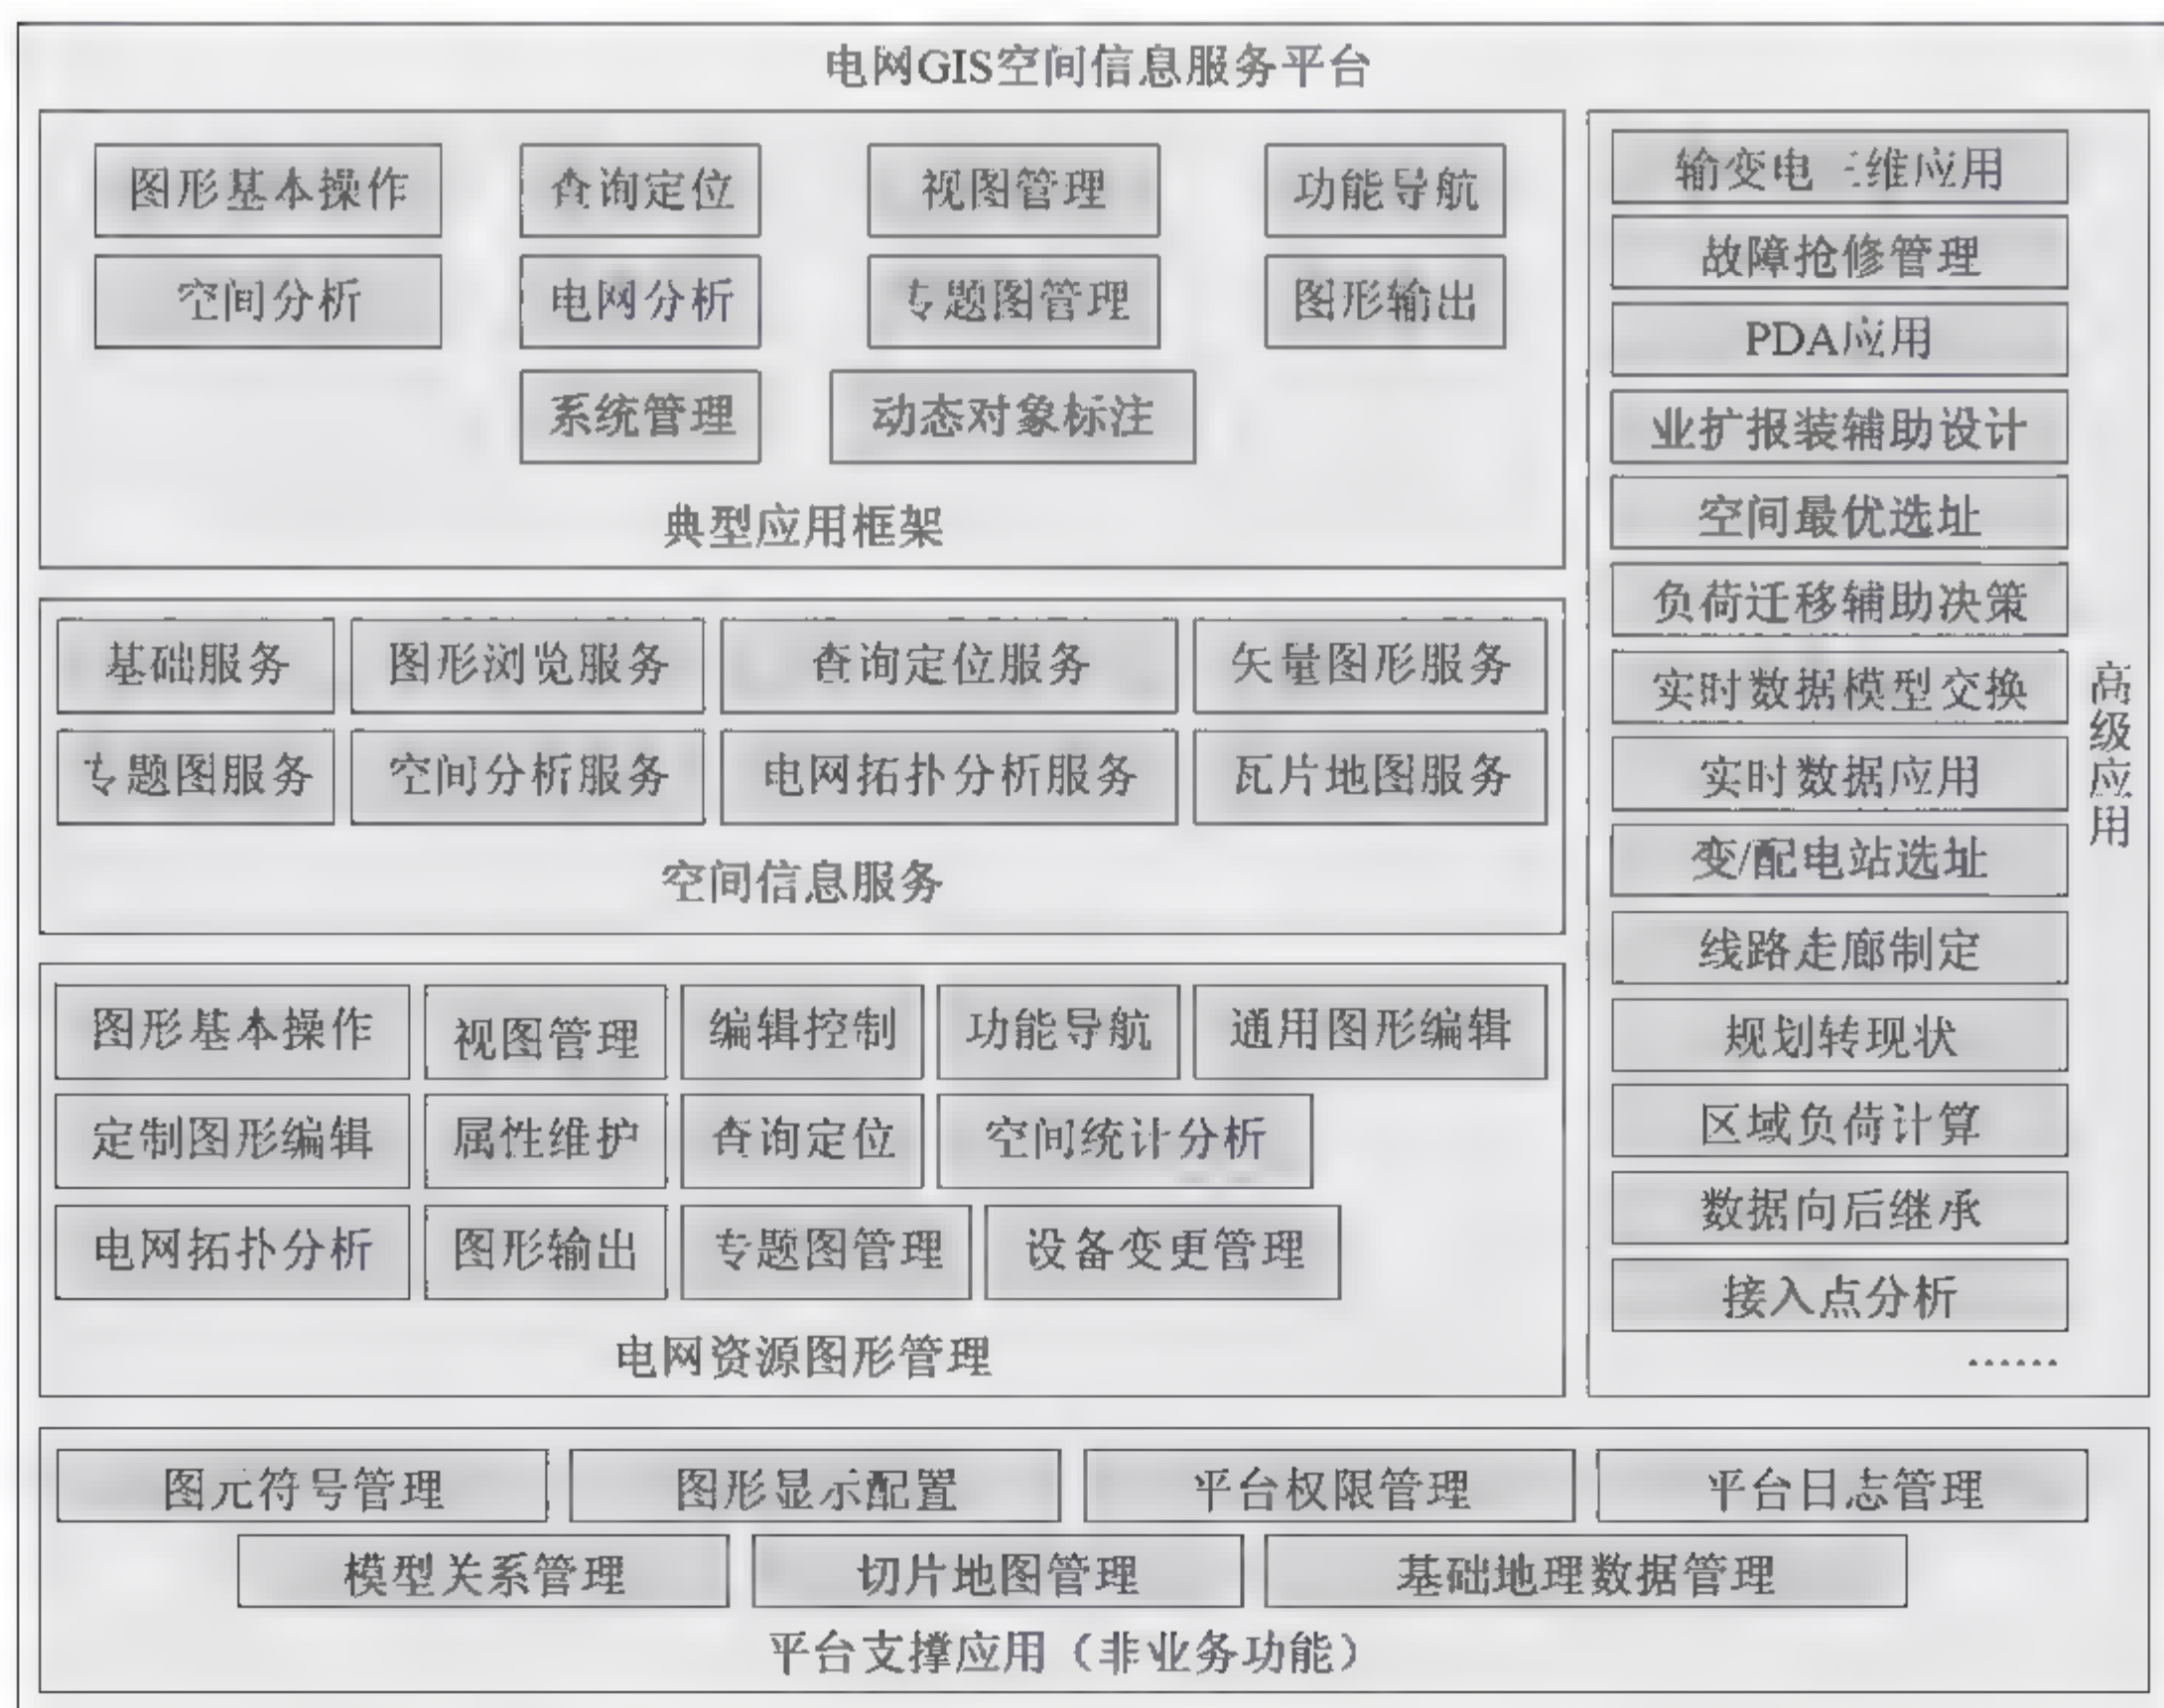 电网GIS空间信息服务平台
图形基本操作 查询定位 视图管理 功能导航
空间分析 电网分析 专题图管理 图形输出
系统管理 动态对象标注
典型应用框架
基础服务 图形浏览服务 查询定位服务 矢量图形服务
专题图服务 空间分析服务 电网拓扑分析服务 瓦片地图服务
空间信息服务
图形基本操作 视图管理 编辑控制 功能导航 通用图形编辑
定制图形编辑 属性维护 查询定位 空间统计分析
电网拓扑分析 图形输出 专题图管理 设备变更管理
电网资源图形管理
输变电三维应用
故障抢修管理
PDA应用
业扩报装辅助设计
空间最优选址
负荷迁移辅助决策
实时数据模型交换
实时数据应用
变/配电站选址
线路走廊制定
规划转现状
区域负荷计算
数据向后继承
接入点分析
……
高级应用
图元符号管理 图形显示配置 平台权限管理 平台日志管理
模型关系管理 切片地图管理 基础地理数据管理
平台支撑应用（非业务功能）